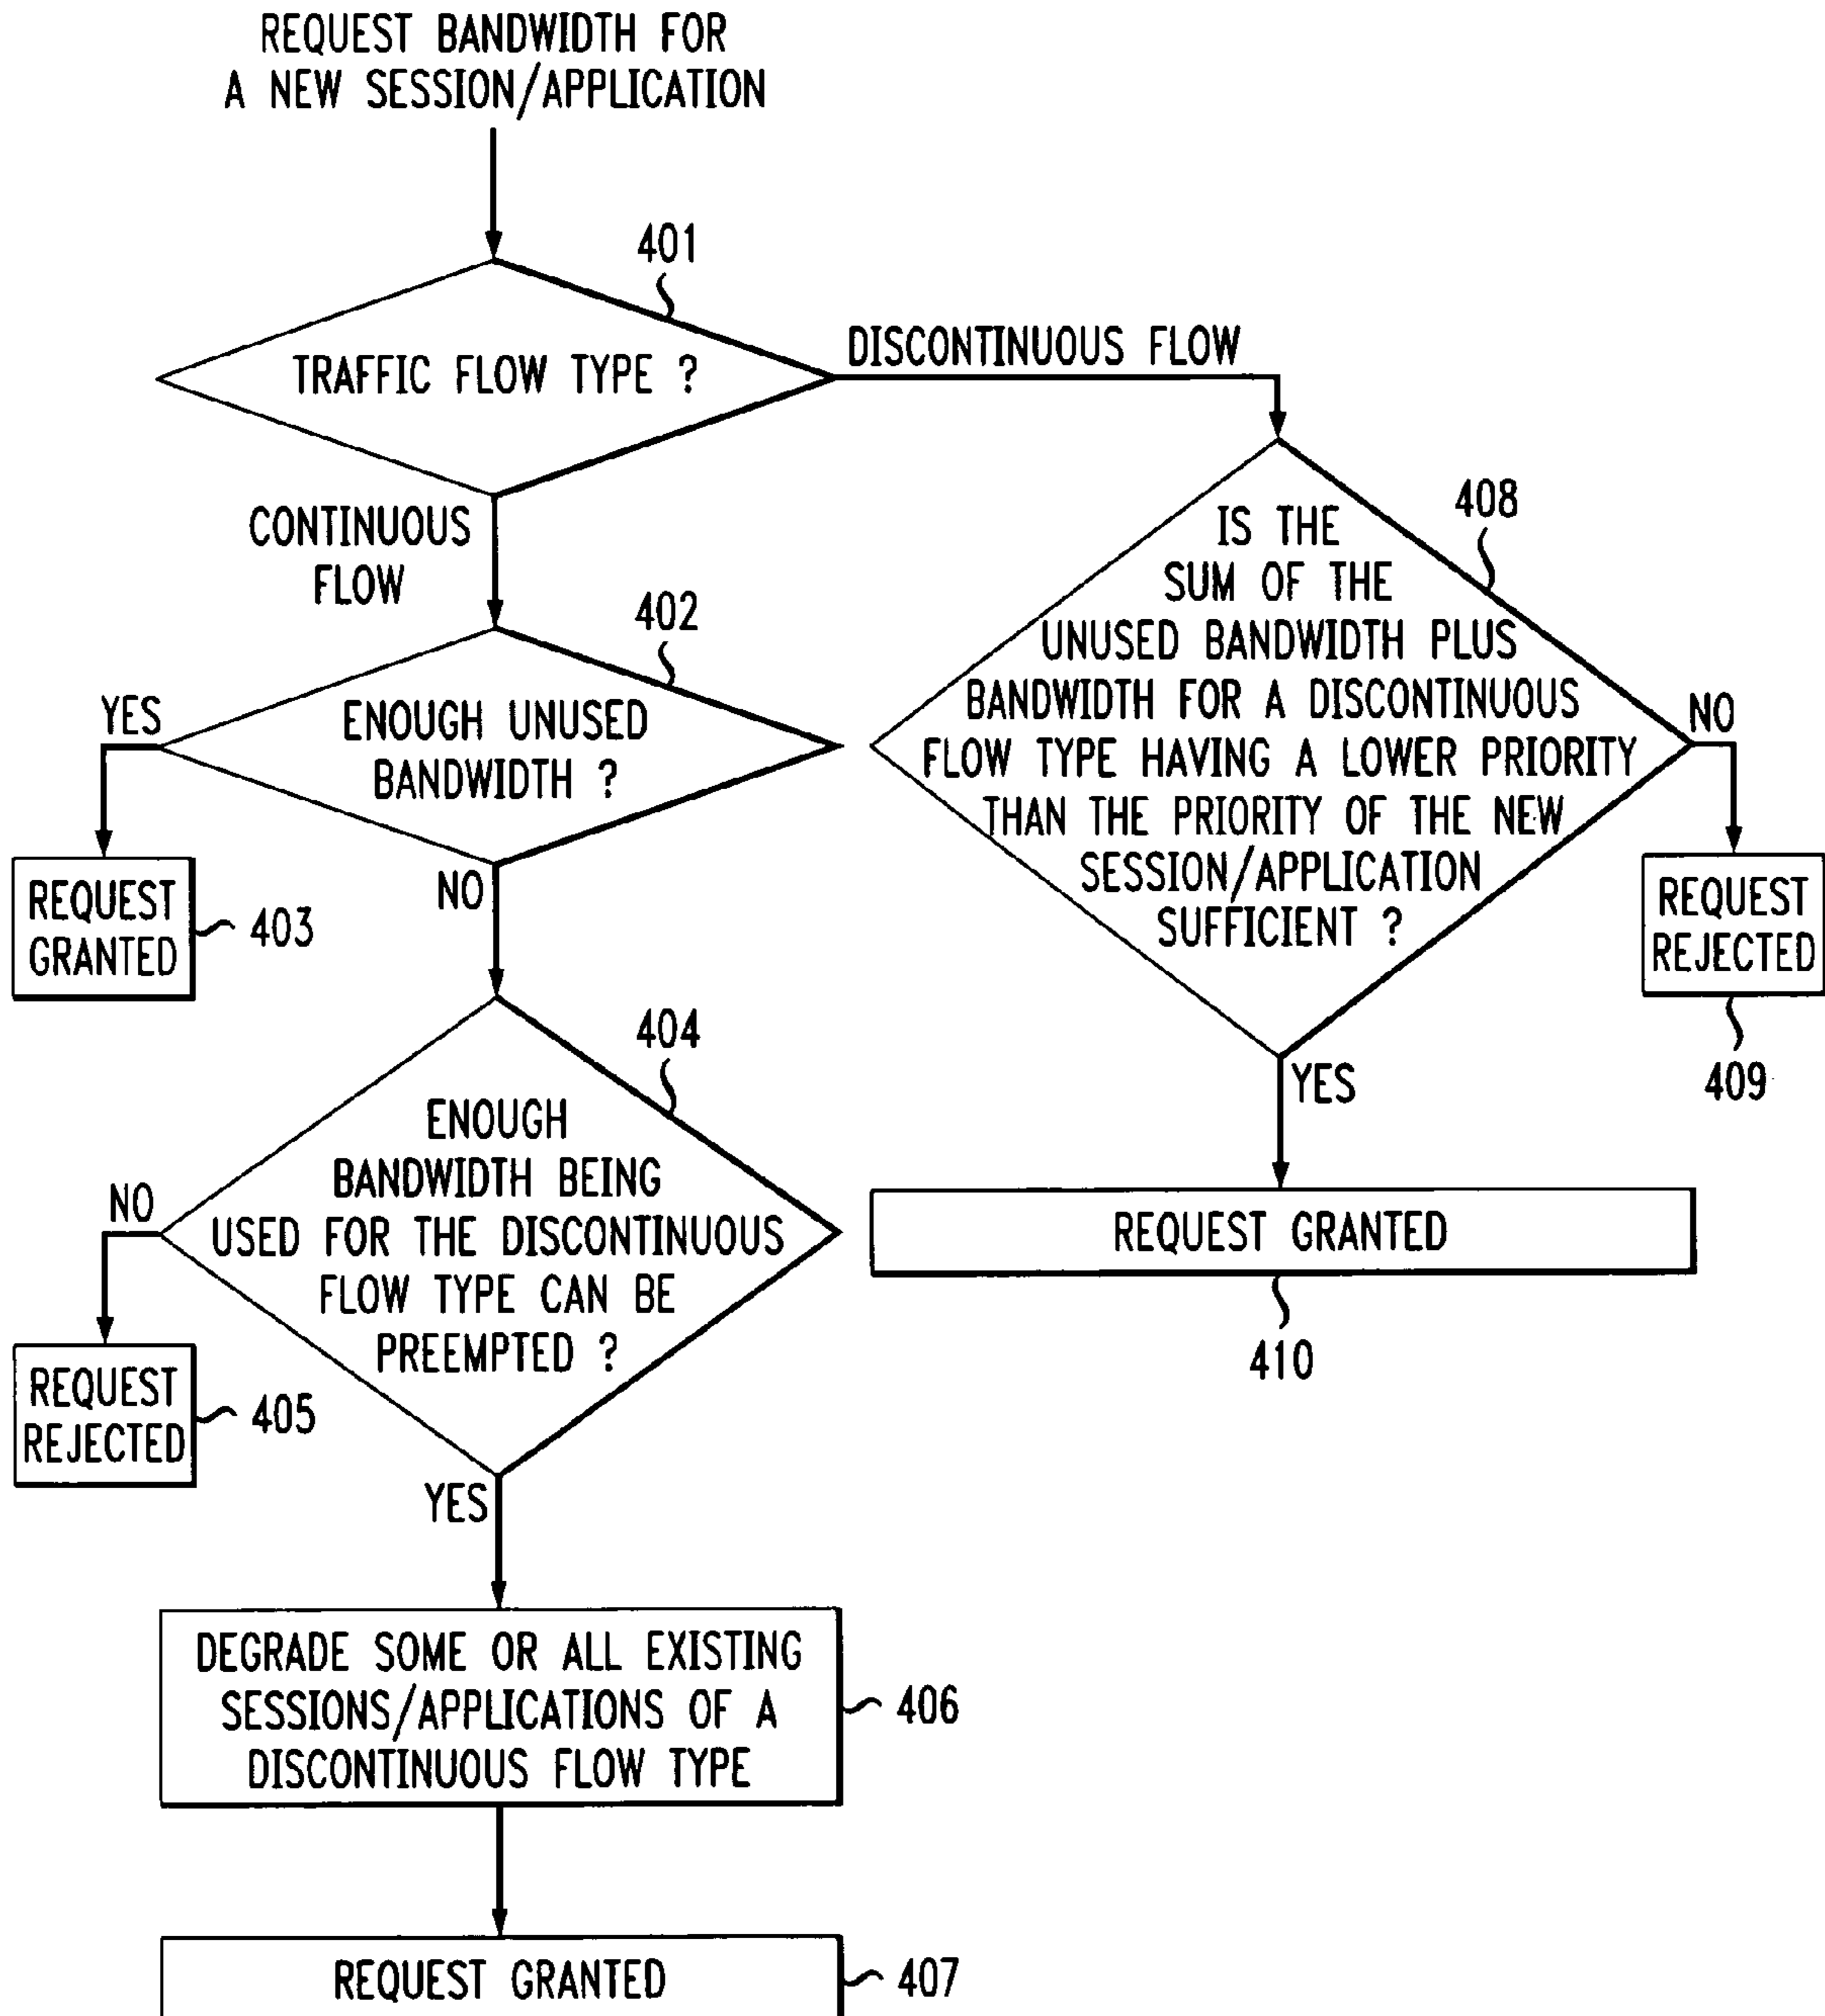 REQUEST BANDWIDTH FOR
A NEW SESSION/APPLICATION
401
TRAFFIC FLOW TYPE ?
DISCONTINUOUS FLOW
CONTINUOUS
FLOW
402
ENOUGH UNUSED
BANDWIDTH ?
YES
REQUEST
GRANTED
403
NO
404
ENOUGH
BANDWIDTH BEING
USED FOR THE DISCONTINUOUS
FLOW TYPE CAN BE
PREEMPTED ?
NO
REQUEST
REJECTED
405
YES
DEGRADE SOME OR ALL EXISTING
SESSIONS/APPLICATIONS OF A
DISCONTINUOUS FLOW TYPE
406
REQUEST GRANTED
407
408
IS THE
SUM OF THE
UNUSED BANDWIDTH PLUS
BANDWIDTH FOR A DISCONTINUOUS
FLOW TYPE HAVING A LOWER PRIORITY
THAN THE PRIORITY OF THE NEW
SESSION/APPLICATION
SUFFICIENT ?
NO
REQUEST
REJECTED
409
YES
REQUEST GRANTED
410